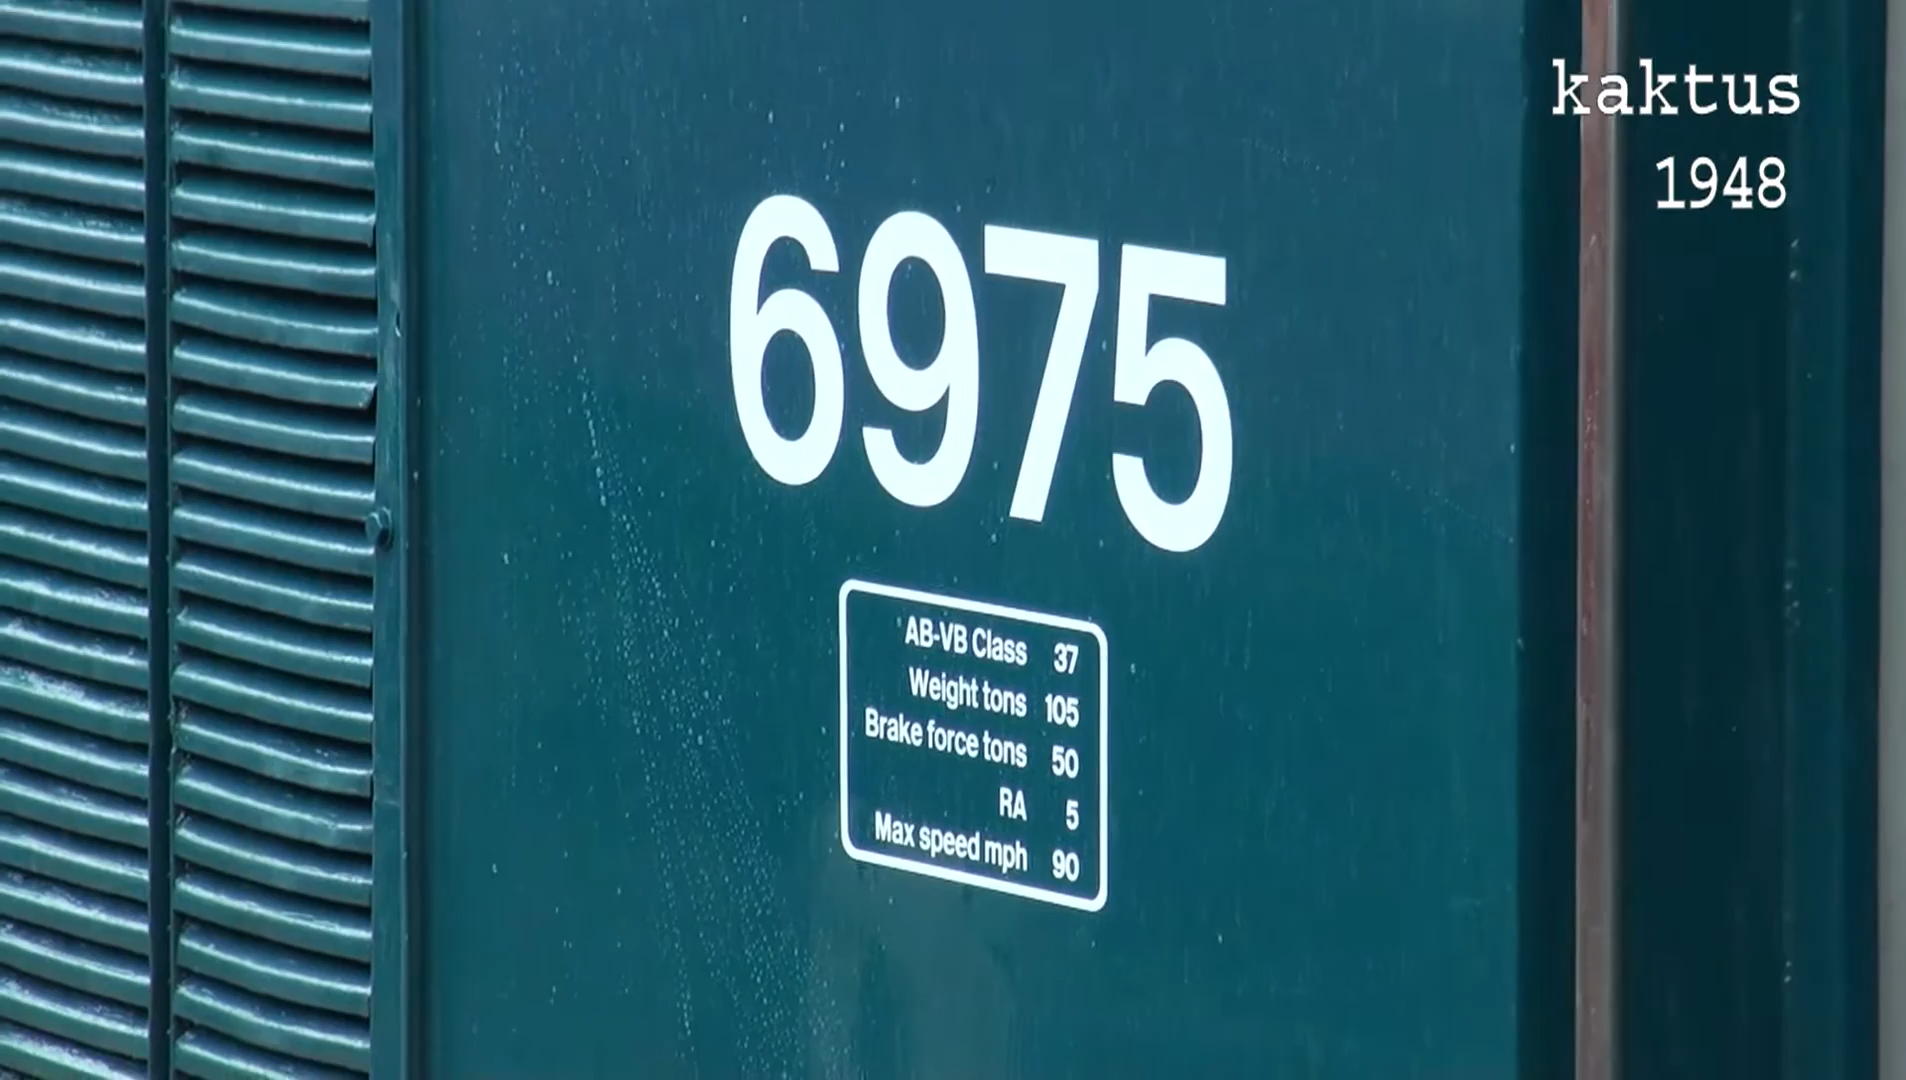 kaktus
1948
6975
AB-VB Class 37
Weight tons 105
Brake force tons 50
RA 5
Max speed mph 90